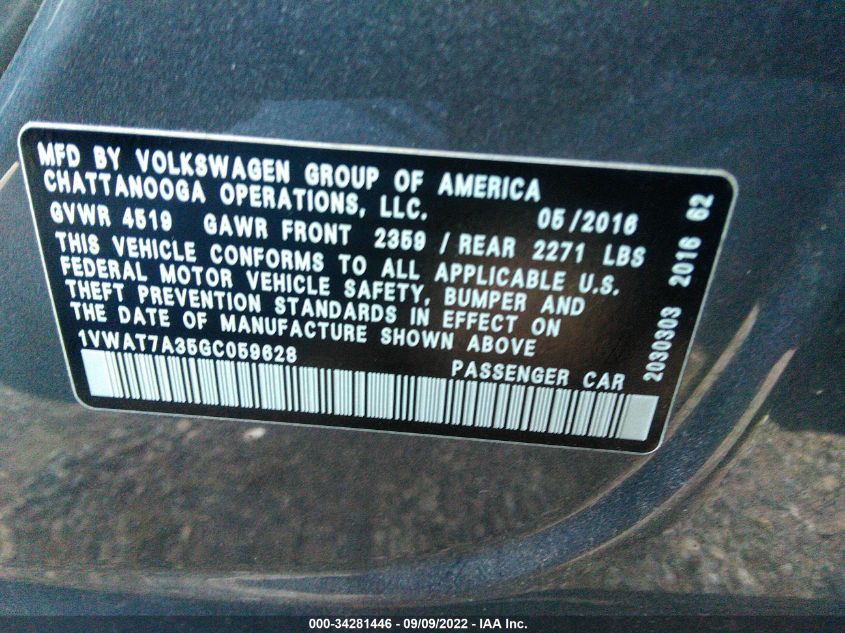 MFD BY VOLKSWAGEN GROUP OF AMERICA
CHATTANOOGA OPERATIONS, LLC. 05/2016
GVWR 4519 GAWR FRONT 2359 / REAR 2271 LBS
THIS VEHICLE CONFORMS TO ALL APPLICABLE U.S.
FEDERAL MOTOR VEHICLE SAFETY, BUMPER AND
THEFT PREVENTION STANDARDS IN EFFECT ON
THE DATE OF MANUFACTURE SHOWN ABOVE
1VWAT7A35GC059628 PASSENGER CAR
2030303 2016 62
000-34281446 - 09/09/2022 - IAA Inc.